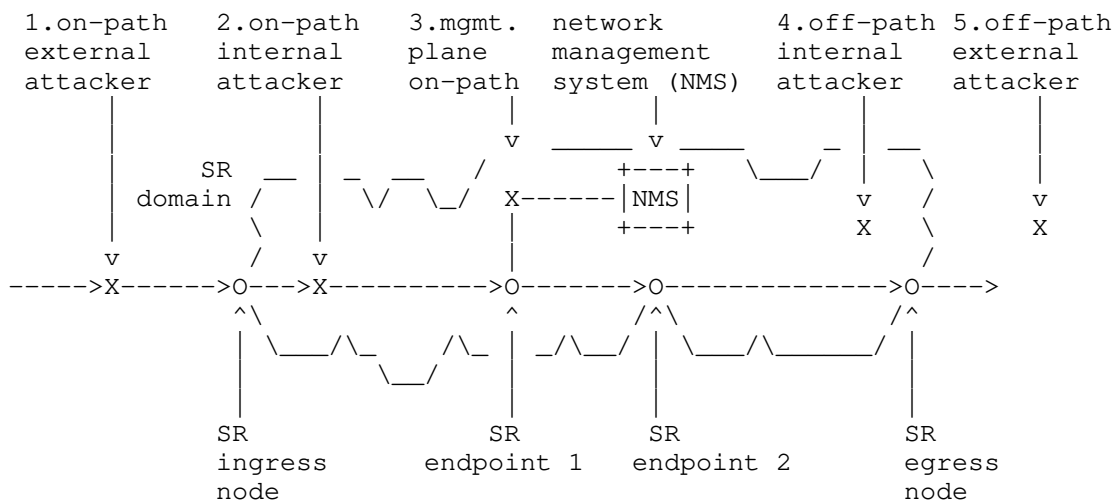 1.on-path 2.on-path 3.mgmt. network 4.off-path 5.off-path
external internal plane management internal external
attacker attacker on-path system (NMS) attacker attacker
SR
domain
NMS
SR SR SR SR
ingress endpoint 1 endpoint 2 egress
node node